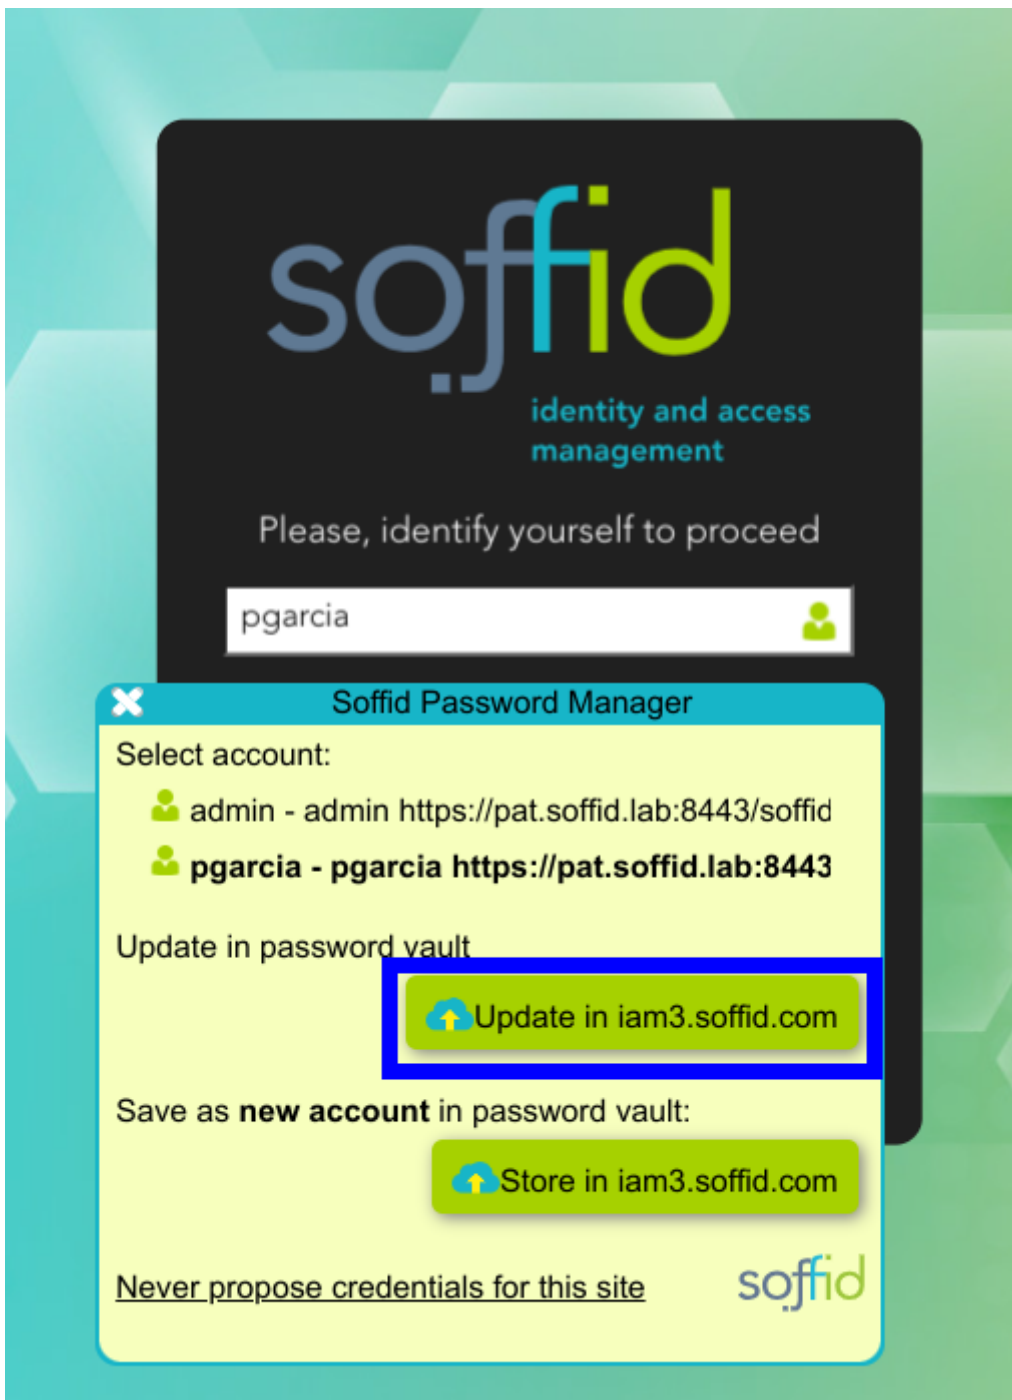 soffid
identity and access
management
Please, identify yourself to proceed
pgarcia
Soffid Password Manager
Select account:
admin - admin https://pat.soffid.lab:8443/soffid
pgarcia - pgarcia https://pat.soffid.lab:8443
Update in password vault
Update in iam3.soffid.com
Save as new account in password vault:
Store in iam3.soffid.com
Never propose credentials for this site
soffid